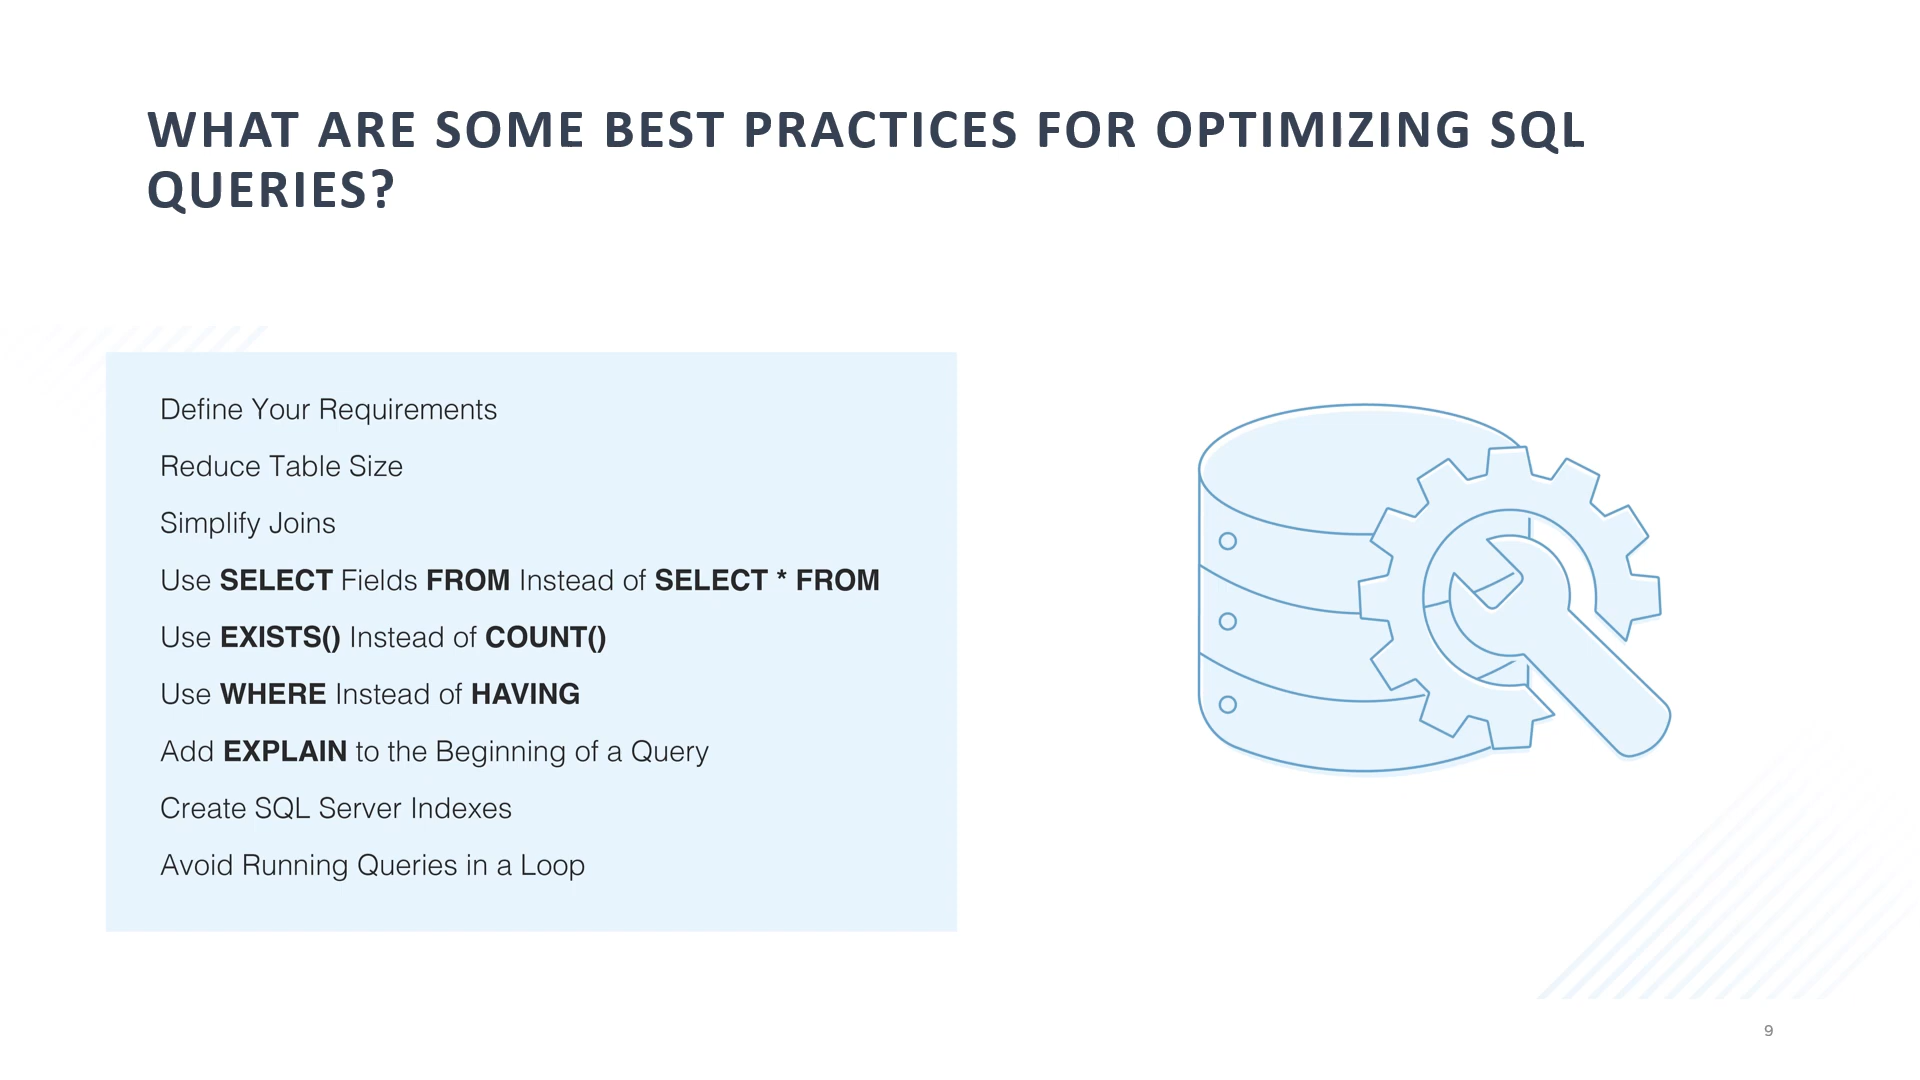 WHAT ARE SOME BEST PRACTICES FOR OPTIMIZING SQL
QUERIES?
Define Your Requirements
Reduce Table Size
Simplify Joins
Use SELECT Fields FROM Instead of SELECT * FROM
Use EXISTS() Instead of COUNT()
Use WHERE Instead of HAVING
Add EXPLAIN to the Beginning of a Query
Create SQL Server Indexes
Avoid Running Queries in a Loop
9